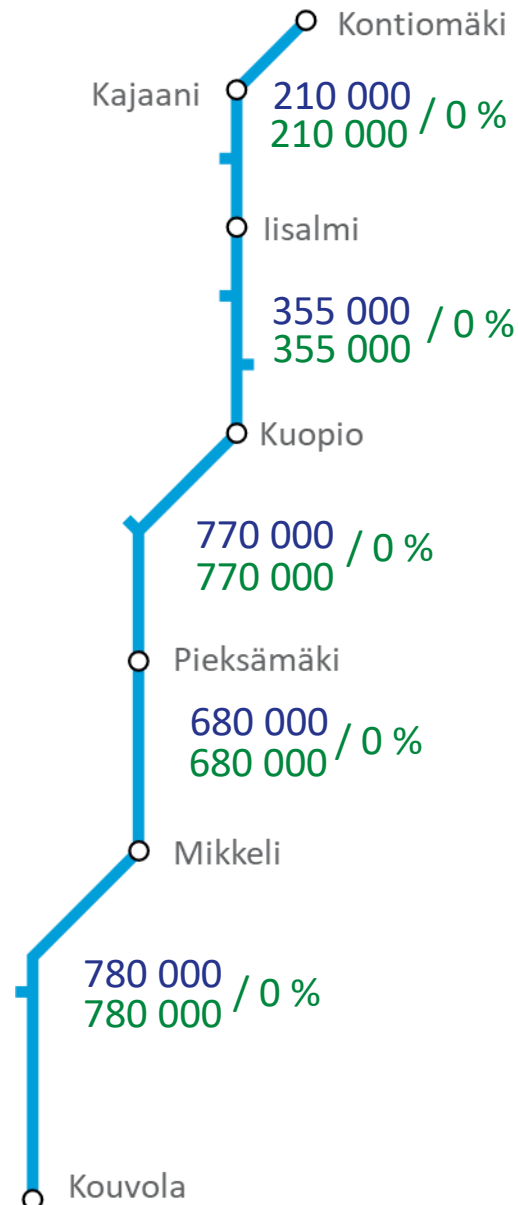 Kontiomäki
Kajaani
210 000
210 000 / 0 %
Iisalmi
355 000
355 000 / 0 %
Kuopio
770 000
770 000 / 0 %
Pieksämäki
680 000
680 000 / 0 %
Mikkeli
780 000
780 000 / 0 %
Kouvola